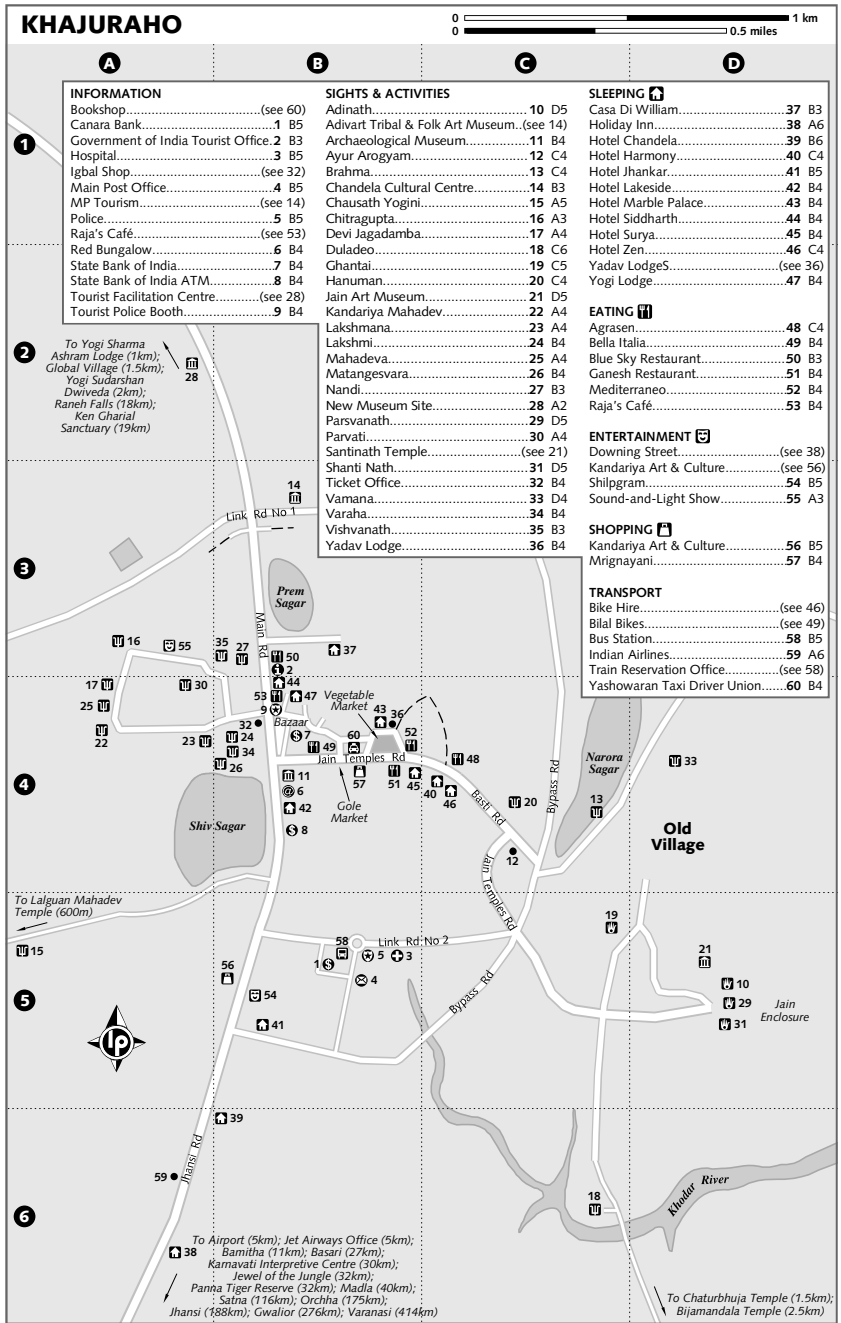 KHAJURAHO
0 1 km
0 0.5 miles
A B C D
INFORMATION
Bookshop (see 60)
Canara Bank 1 B5
Government of India Tourist Office 2 B3
Hospital 3 B5
Igbal Shop (see 32)
Main Post Office 4 B5
MP Tourism (see 14)
Police 5 B5
Raja's Café (see 53)
Red Bungalow 6 B4
State Bank of India 7 B4
State Bank of India ATM 8 B4
Tourist Facilitation Centre (see 28)
Tourist Police Booth 9 B4
SIGHTS & ACTIVITIES
Adinath 10 D5
Adivart Tribal & Folk Art Museum (see 14)
Archaeological Museum 11 B4
Ayur Arogyam 12 C4
Brahma 13 C4
Chandela Cultural Centre 14 B3
Chausath Yogini 15 A5
Chitragupta 16 A3
Devi Jagadamba 17 A4
Duladeo 18 C6
Ghantai 19 C5
Hanuman 20 C4
Jain Art Museum 21 D5
Kandariya Mahadev 22 A4
Lakshmana 23 A4
Lakshmi 24 B4
Mahadeva 25 A4
Matangesvara 26 B4
Nandi 27 B3
New Museum Site 28 A2
Parsvanath 29 D5
Parvati 30 A4
Santinath Temple (see 21)
Shanti Nath 31 D5
Ticket Office 32 B4
Vamana 33 D4
Varaha 34 B4
Vishvanath 35 B3
Yadav Lodge 36 B4
SLEEPING
Casa Di William 37 B3
Holiday Inn 38 A6
Hotel Chandela 39 B6
Hotel Harmony 40 C4
Hotel Jhankar 41 B5
Hotel Lakeside 42 B4
Hotel Marble Palace 43 B4
Hotel Siddharth 44 B4
Hotel Surya 45 B4
Hotel Zen 46 C4
Yadav LodgeS (see 36)
Yogi Lodge 47 B4
EATING
Agrasen 48 C4
Bella Italia 49 B4
Blue Sky Restaurant 50 B3
Ganesh Restaurant 51 B4
Mediterraneo 52 B4
Raja's Café 53 B4
ENTERTAINMENT
Downing Street (see 38)
Kandariya Art & Culture (see 56)
Shilpgram 54 B5
Sound-and-Light Show 55 A3
SHOPPING
Kandariya Art & Culture 56 B5
Mrignayani 57 B4
TRANSPORT
Bike Hire (see 46)
Bilal Bikes (see 49)
Bus Station 58 B5
Indian Airlines 59 A6
Train Reservation Office (see 58)
Yashowaran Taxi Driver Union 60 B4
1
2
To Yogi Sharma
Ashram Lodge (1km);
Global Village (1.5km);
Yogi Sudarshan
Dwiveda (2km);
Raneh Falls (18km);
Ken Gharial
Sanctuary (19km)
28
14
Link Rd No 1
3
Prem
Sagar
Main Rd
16
55
35
27
50
2
37
17
30
44
53
47
25
9
Bazaar
Vegetable
Market
43
36
22
32
7
60
52
23
24
49
34
26
Jain Temples Rd
48
4
11
57
51
45
6
40
46
42
Gole
Market
Shiv Sagar
8
Basti Rd
20
Bypass Rd
Narora
Sagar
13
33
Old
Village
12
Jain Temples Rd
To Lalguan Mahadev
Temple (600m)
15
19
58
Link Rd No 2
5
3
1
4
56
21
5
54
10
29
Jain
Enclosure
31
Bypass Rd
41
lp
39
Jhansi Rd
59
6
18
Khodar River
38
To Airport (5km); Jet Airways Office (5km);
Bamitha (11km); Basari (27km);
Karnavati Interpretive Centre (30km);
Jewel of the Jungle (32km);
Panna Tiger Reserve (32km); Madla (40km);
Satna (116km); Orchha (175km);
Jhansi (188km); Gwalior (276km); Varanasi (414km)
To Chaturbhuja Temple (1.5km);
Bijamandala Temple (2.5km)